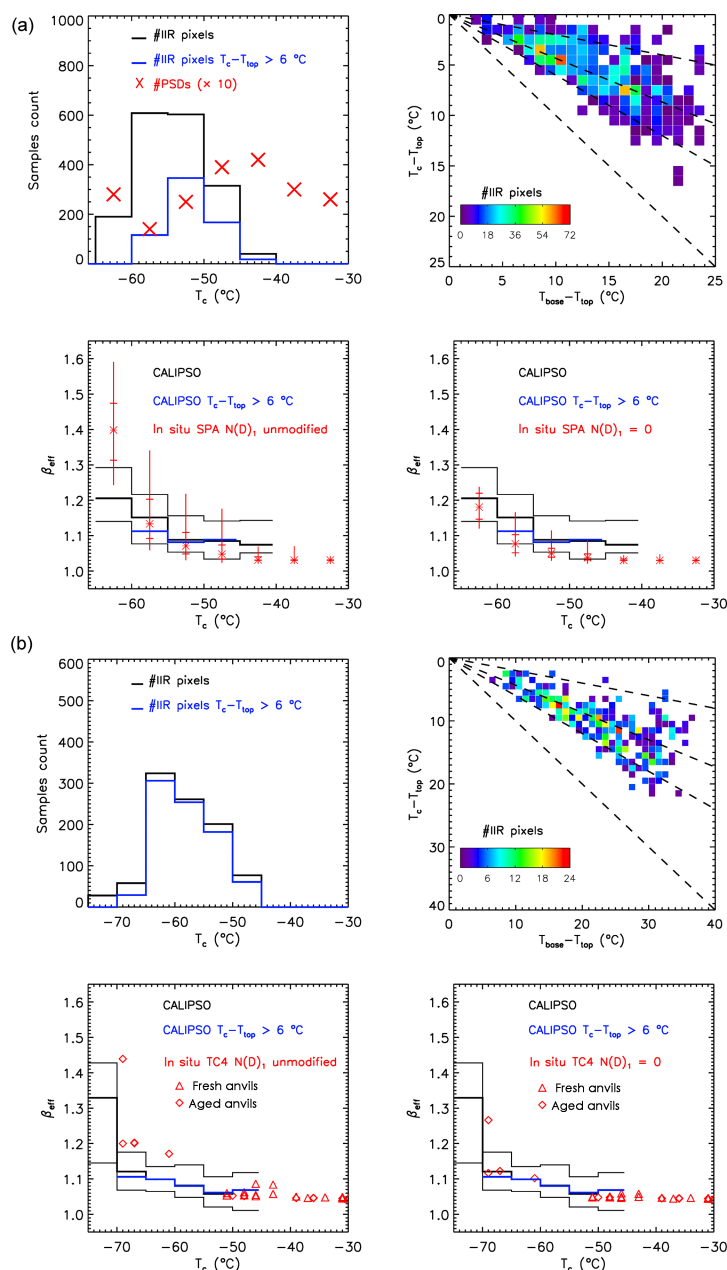 (a)
1000
800
600
400
200
0
Samples count
#IIR pixels
#IIR pixels Tc−Ttop > 6 °C
#PSDs (× 10)
−60 −50 −40 −30
Tc (°C)
0
5
10
15
20
25
Tc−Ttop (°C)
#IIR pixels
0 18 36 54 72
0 5 10 15 20 25
Tbase−Ttop (°C)
1.6
1.5
1.4
1.3
1.2
1.1
1.0
βeff
CALIPSO
CALIPSO Tc−Ttop > 6 °C
In situ SPA N(D)1 unmodified
−60 −50 −40 −30
Tc (°C)
1.6
1.5
1.4
1.3
1.2
1.1
1.0
βeff
CALIPSO
CALIPSO Tc−Ttop > 6 °C
In situ SPA N(D)1 = 0
−60 −50 −40 −30
Tc (°C)
(b)
600
500
400
300
200
100
0
Samples count
#IIR pixels
#IIR pixels Tc−Ttop > 6 °C
−70 −60 −50 −40 −30
Tc (°C)
0
10
20
30
40
Tc−Ttop (°C)
#IIR pixels
0 6 12 18 24
0 10 20 30 40
Tbase−Ttop (°C)
1.6
1.5
1.4
1.3
1.2
1.1
1.0
βeff
CALIPSO
CALIPSO Tc−Ttop > 6 °C
In situ TC4 N(D)1 unmodified
Fresh anvils
Aged anvils
−70 −60 −50 −40 −30
Tc (°C)
1.6
1.5
1.4
1.3
1.2
1.1
1.0
βeff
CALIPSO
CALIPSO Tc−Ttop > 6 °C
In situ TC4 N(D)1 = 0
Fresh anvils
Aged anvils
−70 −60 −50 −40 −30
Tc (°C)